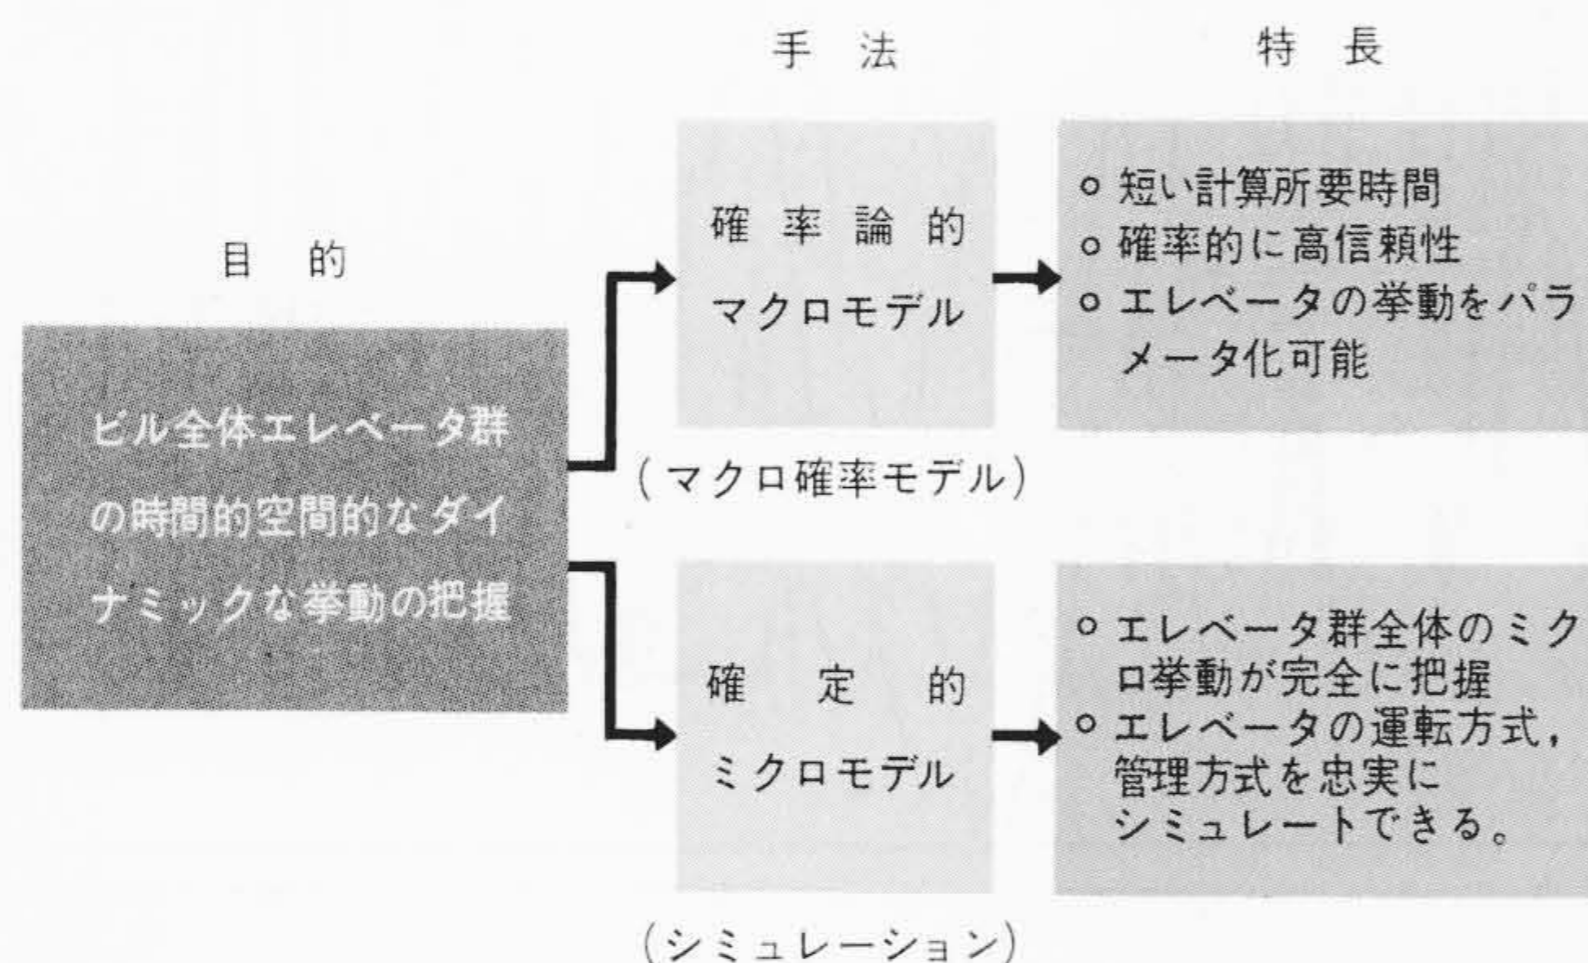 手法
特長
目的
ビル全体エレベータ群
の時間的空間的なダイ
ナミックな挙動の把握
確率論的
マクロモデル
(マクロ確率モデル)
○ 短い計算所要時間
○ 確率的に高信頼性
○ エレベータの挙動をパラ
メータ化可能
確定的
ミクロモデル
(シミュレーション)
○ エレベータ群全体のミク
ロ挙動が完全に把握
○ エレベータの運転方式,
管理方式を忠実に
シミュレートできる。